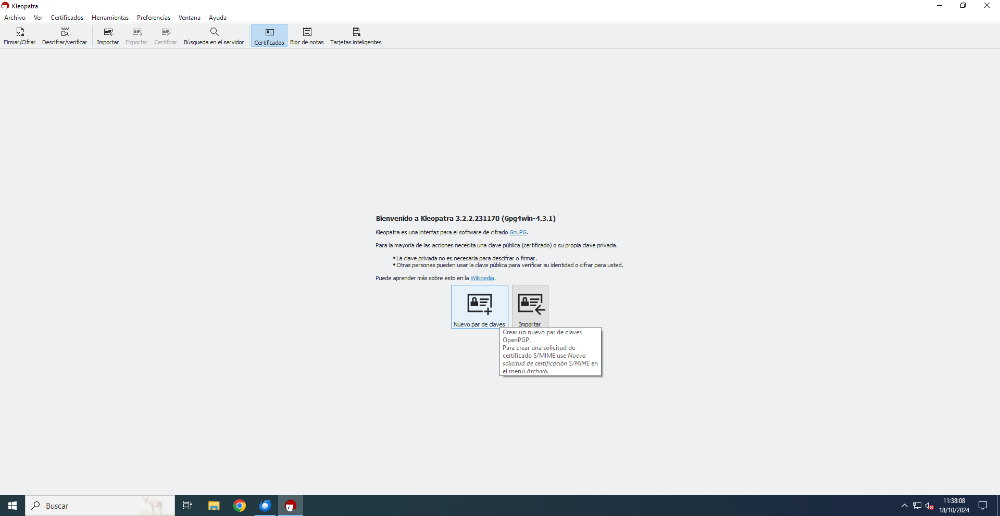 Kleopatra
Archivo Ver Certificados Herramientas Preferencias Ventana Ayuda
Firmar/Cifrar Descifrar/verificar Importar Exportar Certificar Búsqueda en el servidor Certificados Bloc de notas Tarjetas inteligentes
Bienvenido a Kleopatra 3.2.2.231170 (Gpg4win-4.3.1)
Kleopatra es una interfaz para el software de cifrado GnuPG.
Para la mayoría de las acciones necesita una clave pública (certificado) o su propia clave privada.
• La clave privada no es necesaria para descifrar o firmar.
• Otras personas pueden usar la clave pública para verificar su identidad o cifrar para usted.
Puede aprender más sobre esto en la Wikipedia.
Nuevo par de claves Importar
Crear un nuevo par de claves
OpenPGP.
Para crear una solicitud de
certificado S/MIME use Nueva
solicitud de certificación S/MIME en
el menú Archivo.
Buscar
11:38:08
18/10/2024